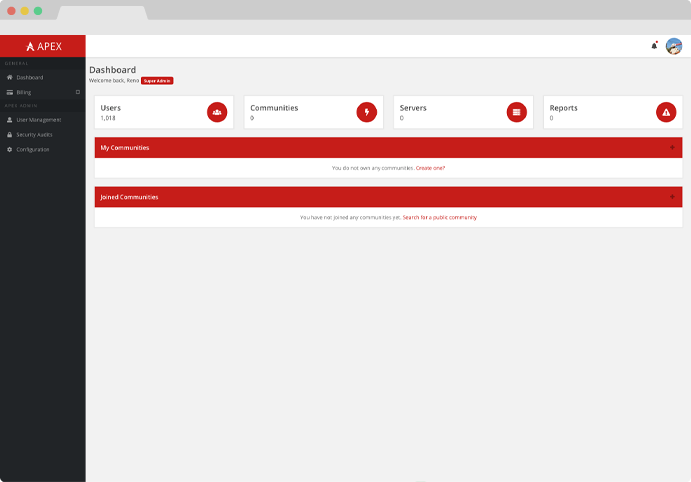 APEX
GENERAL
Dashboard
Billing
APEX ADMIN
User Management
Security Audits
Configuration
Dashboard
Welcome back, Reno Super Admin
Users
1,018
Communities
0
Servers
0
Reports
0
My Communities
You do not own any communities. Create one?
Joined Communities
You have not joined any communities yet. Search for a public community